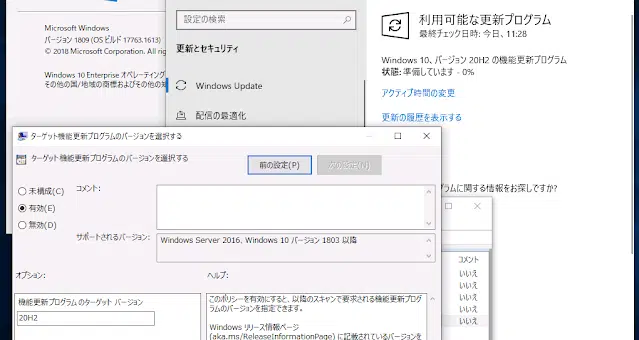 Microsoft Windows
バージョン 1809 (OS ビルド 17763.1613)
© 2018 Microsoft Corporation. All rig
Windows 10 Enterprise オペレーティング
その他の国/地域の商標およびその他の知
設定の検索
更新とセキュリティ
Windows Update
配信の最適化
利用可能な更新プログラム
最終チェック日時: 今日、11:28
Windows 10、バージョン 20H2 の機能更新プログラム
状態: 準備しています - 0%
アクティブ時間の変更
更新の履歴を表示する
グラムに関する情報をお探しですか?
ターゲット機能更新プログラムのバージョンを選択する
ターゲット機能更新プログラムのバージョンを選択する
前の設定(P)
未構成(C)
コメント:
有効(E)
無効(D)
サポートされるバージョン:
Windows Server 2016, Windows 10 バージョン 1803 以降
オプション:
ヘルプ:
機能更新プログラムのターゲット バージョン
20H2
このポリシーを有効にすると、以降のスキャンで要求される機能更新プログ
ラムのバージョンを指定できます。
Windows リリース情報ページ
(aka.ms/ReleaseInformationPage) に記載されているバージョンを
コメント
いいえ
いいえ
いいえ
いいえ
いいえ